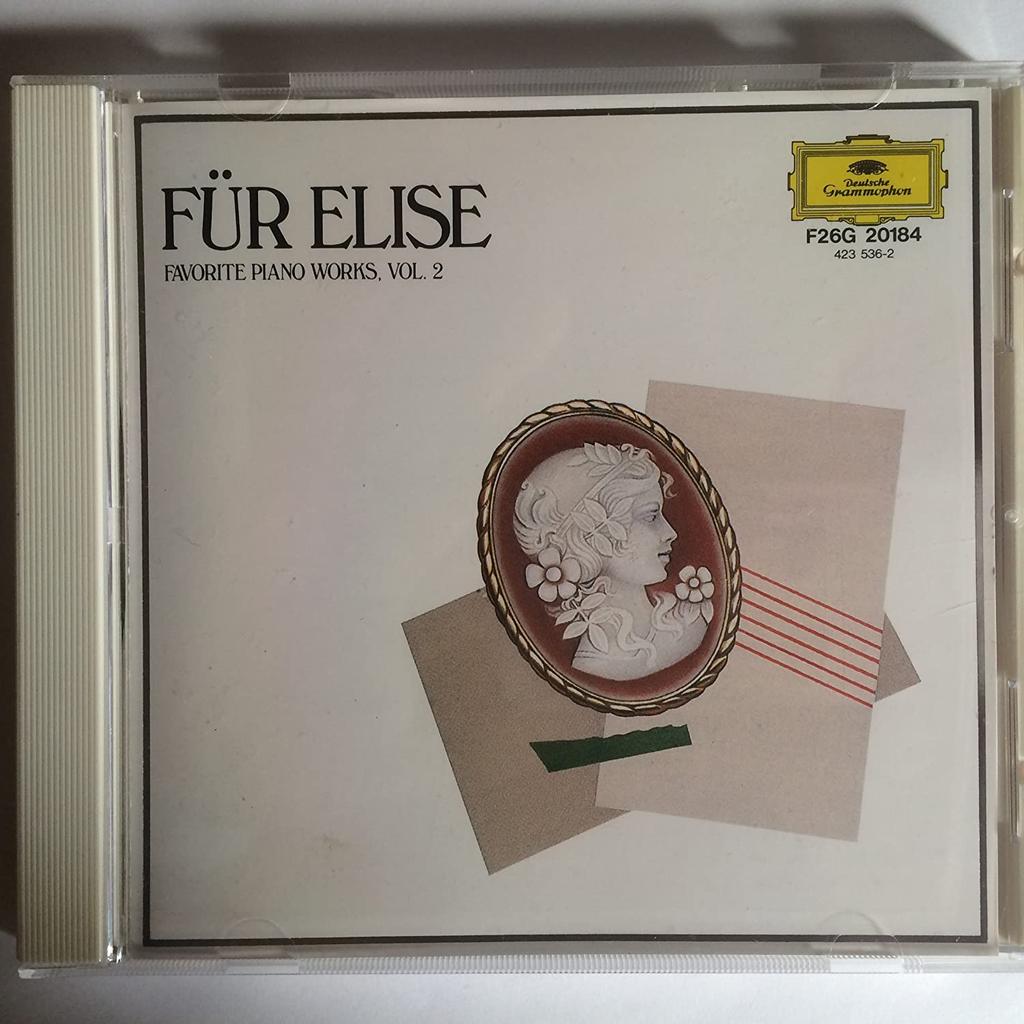 FÜR ELISE
FAVORITE PIANO WORKS, VOL. 2
Deutsche
Grammophon
F26G 20184
423 536-2